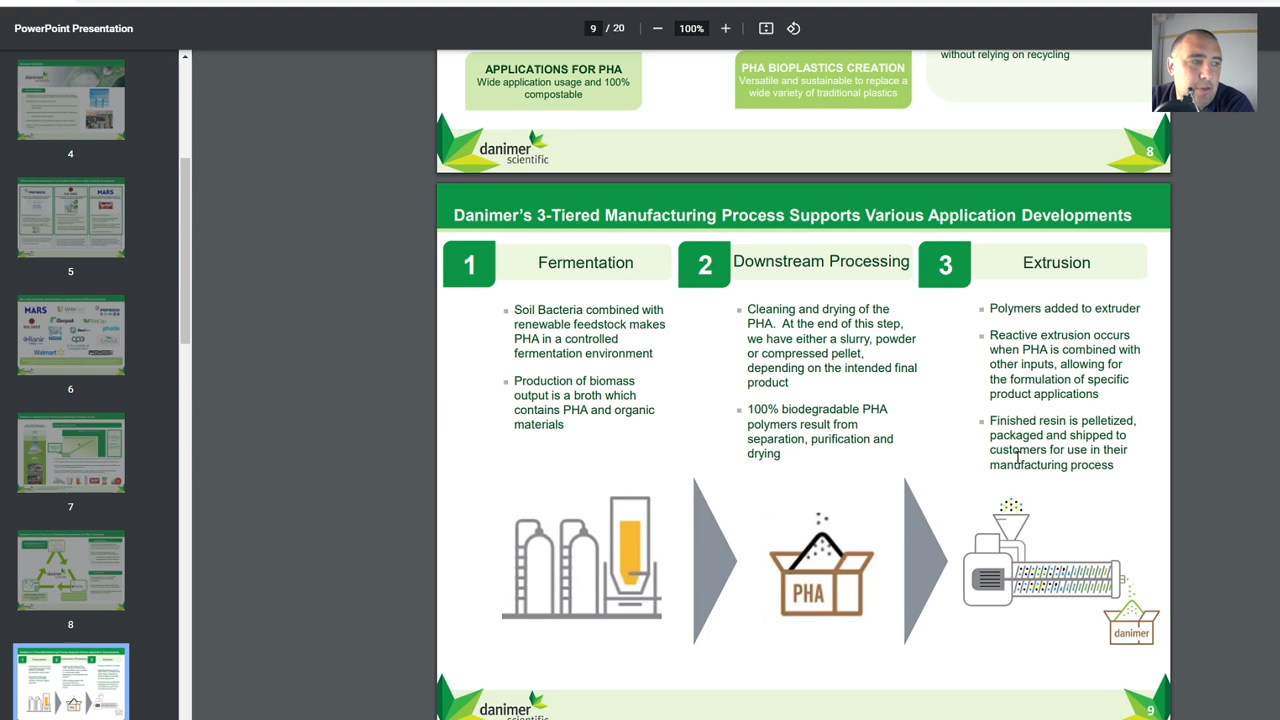 PowerPoint Presentation
9 / 20
100%
4
5
6
7
8
APPLICATIONS FOR PHA
Wide application usage and 100%
compostable
PHA BIOPLASTICS CREATION
Versatile and sustainable to replace a
wide variety of traditional plastics
without relying on recycling
danimer
scientific
8
Danimer's 3-Tiered Manufacturing Process Supports Various Application Developments
1
Fermentation
Soil Bacteria combined with
renewable feedstock makes
PHA in a controlled
fermentation environment
Production of biomass
output is a broth which
contains PHA and organic
materials
2
Downstream Processing
Cleaning and drying of the
PHA. At the end of this step,
we have either a slurry, powder
or compressed pellet,
depending on the intended final
product
100% biodegradable PHA
polymers result from
separation, purification and
drying
3
Extrusion
Polymers added to extruder
Reactive extrusion occurs
when PHA is combined with
other inputs, allowing for
the formulation of specific
product applications
Finished resin is pelletized,
packaged and shipped to
customers for use in their
manufacturing process
PHA
danimer
danimer
scientific
9
MARS
Walmart
danimer